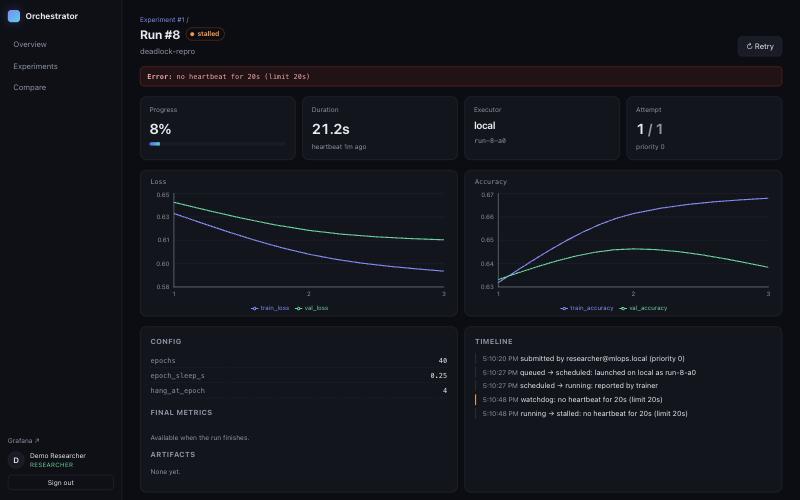 Orchestrator
Overview
Experiments
Compare
Grafana ↗
D
Demo Researcher
RESEARCHER
Sign out
Experiment #1 /
Run #8
stalled
deadlock-repro
↻ Retry
Error: no heartbeat for 20s (limit 20s)
Progress
8%
Duration
21.2s
heartbeat 1m ago
Executor
local
run-8-a0
Attempt
1 / 1
priority 0
Loss
0.65
0.63
0.61
0.60
0.58
1 2 3
train_loss val_loss
Accuracy
0.67
0.66
0.65
0.64
0.63
1 2 3
train_accuracy val_accuracy
CONFIG
epochs 40
epoch_sleep_s 0.25
hang_at_epoch 4
FINAL METRICS
Available when the run finishes.
ARTIFACTS
None yet.
TIMELINE
5:10:20 PM submitted by researcher@mlops.local (priority 0)
5:10:27 PM queued → scheduled: launched on local as run-8-a0
5:10:27 PM scheduled → running: reported by trainer
5:10:48 PM watchdog: no heartbeat for 20s (limit 20s)
5:10:48 PM running → stalled: no heartbeat for 20s (limit 20s)